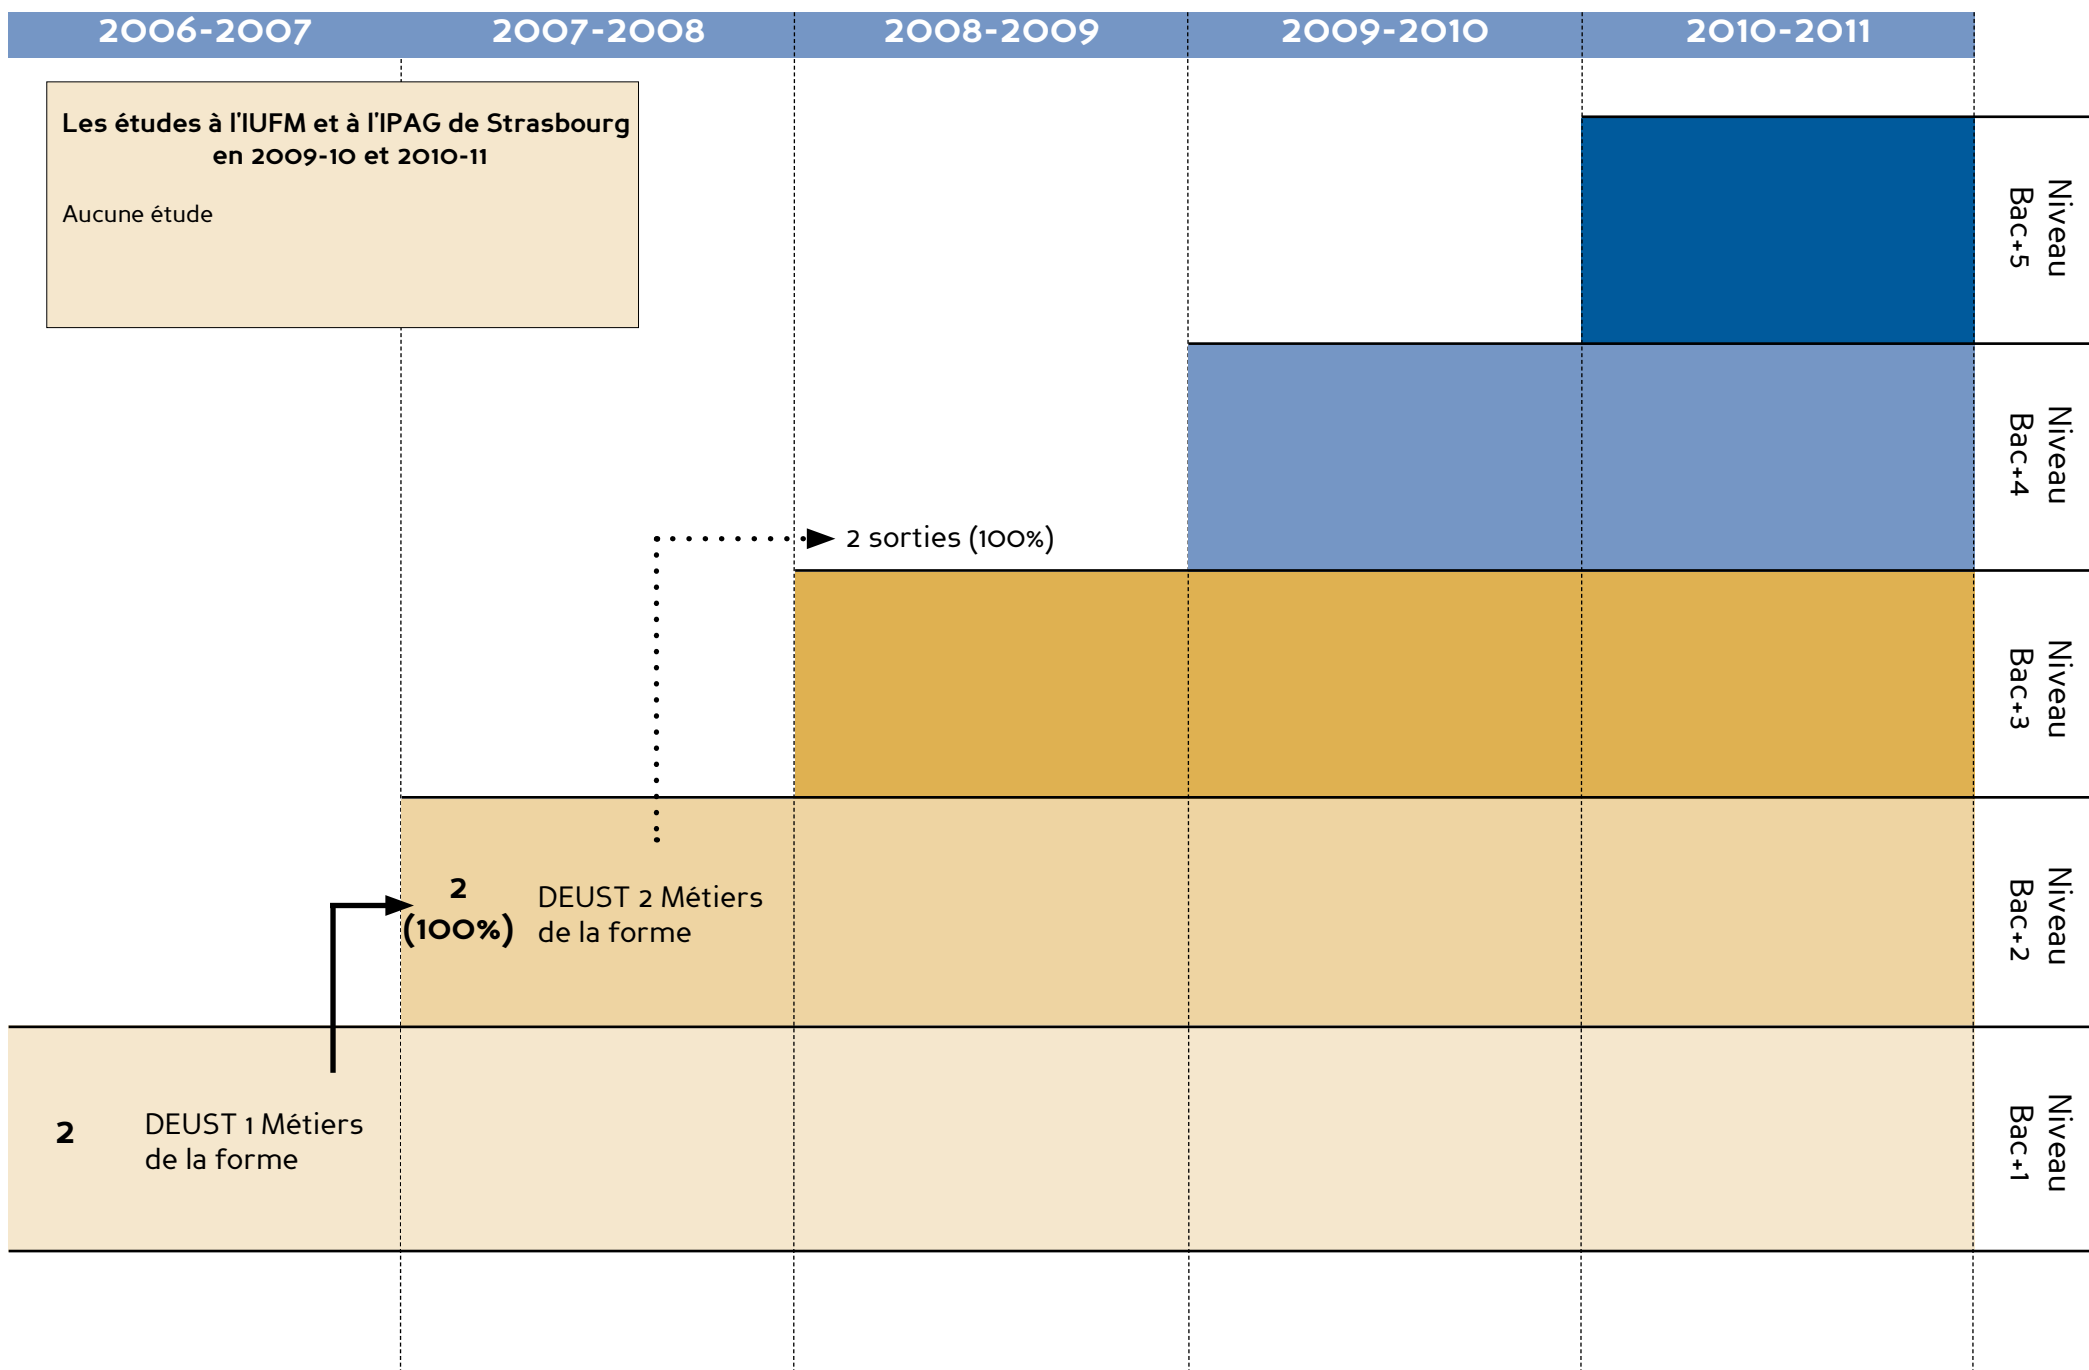 2006-2007
2007-2008
2008-2009
2009-2010
2010-2011
Les études à l'IUFM et à l'IPAG de Strasbourg
en 2009-10 et 2010-11
Aucune étude
Niveau
Bac+5
Niveau
Bac+4
2 sorties (100%)
Niveau
Bac+3
2
(100%)
DEUST 2 Métiers
de la forme
Niveau
Bac+2
2
DEUST 1 Métiers
de la forme
Niveau
Bac+1